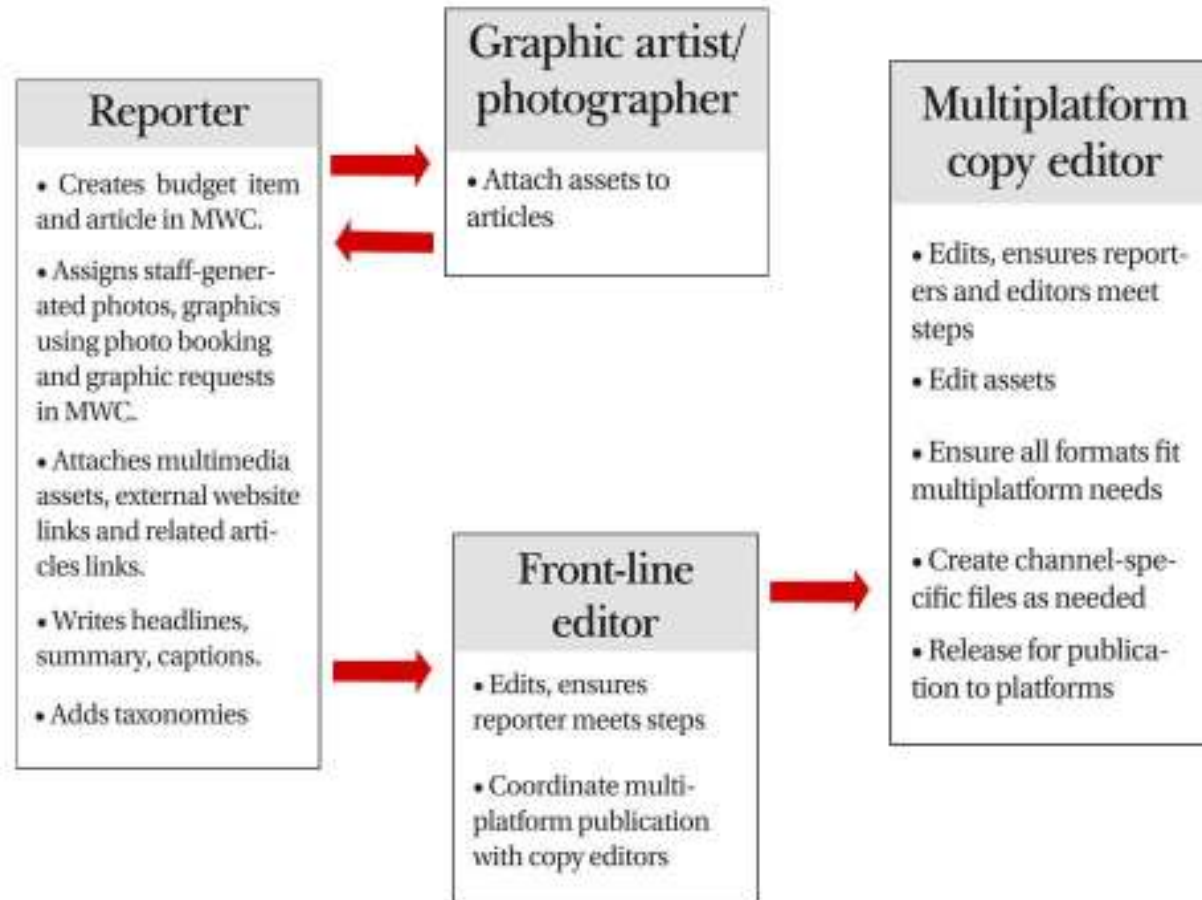 Reporter
• Creates budget item
and article in MWC.
• Assigns staff-gener-
ated photos, graphics
using photo booking
and graphic requests
in MWC.
• Attaches multimedia
assets, external website
links and related arti-
cles links.
• Writes headlines,
summary, captions.
• Adds taxonomies
Graphic artist/
photographer
• Attach assets to
articles
Front-line
editor
• Edits, ensures
reporter meets steps
• Coordinate multi-
platform publication
with copy editors
Multiplatform
copy editor
• Edits, ensures report-
ers and editors meet
steps
• Edit assets
• Ensure all formats fit
multiplatform needs
• Create channel-spe-
cific files as needed
• Release for publica-
tion to platforms